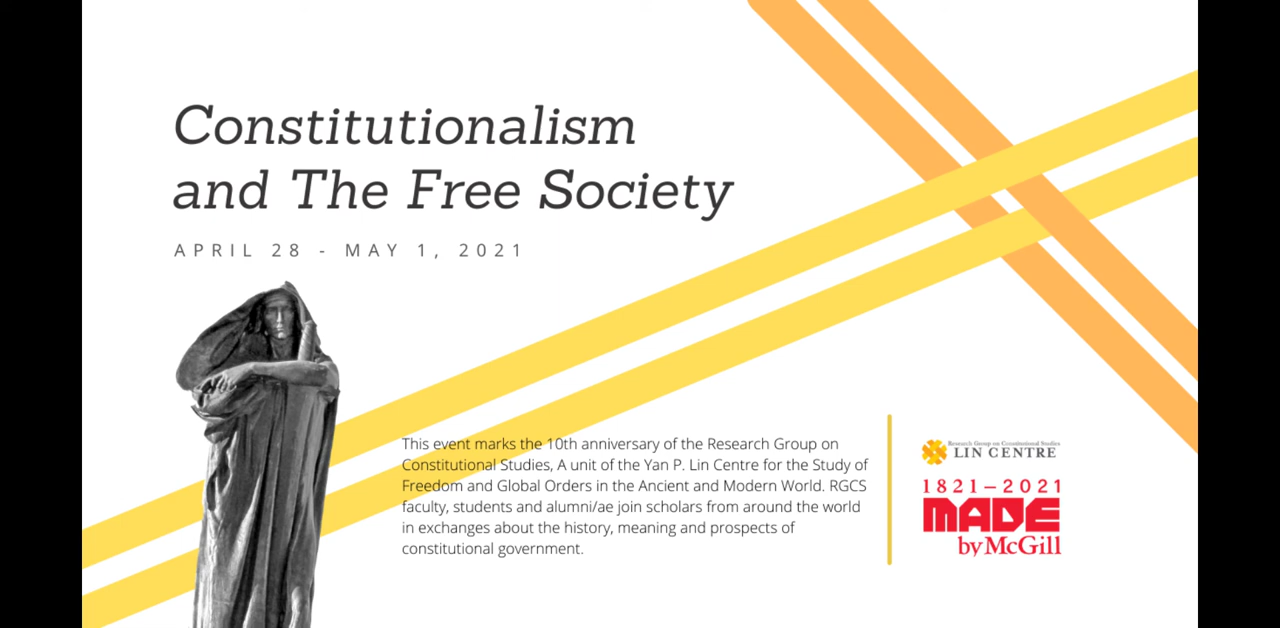 Constitutionalism
and The Free Society
APRIL 28 - MAY 1, 2021
This event marks the 10th anniversary of the Research Group on
Constitutional Studies, A unit of the Yan P. Lin Centre for the Study of
Freedom and Global Orders in the Ancient and Modern World. RGCS
faculty, students and alumni/ae join scholars from around the world
in exchanges about the history, meaning and prospects of
constitutional government.
Research Group on Constitutional Studies
LIN CENTRE
1821–2021
MADE
by McGill